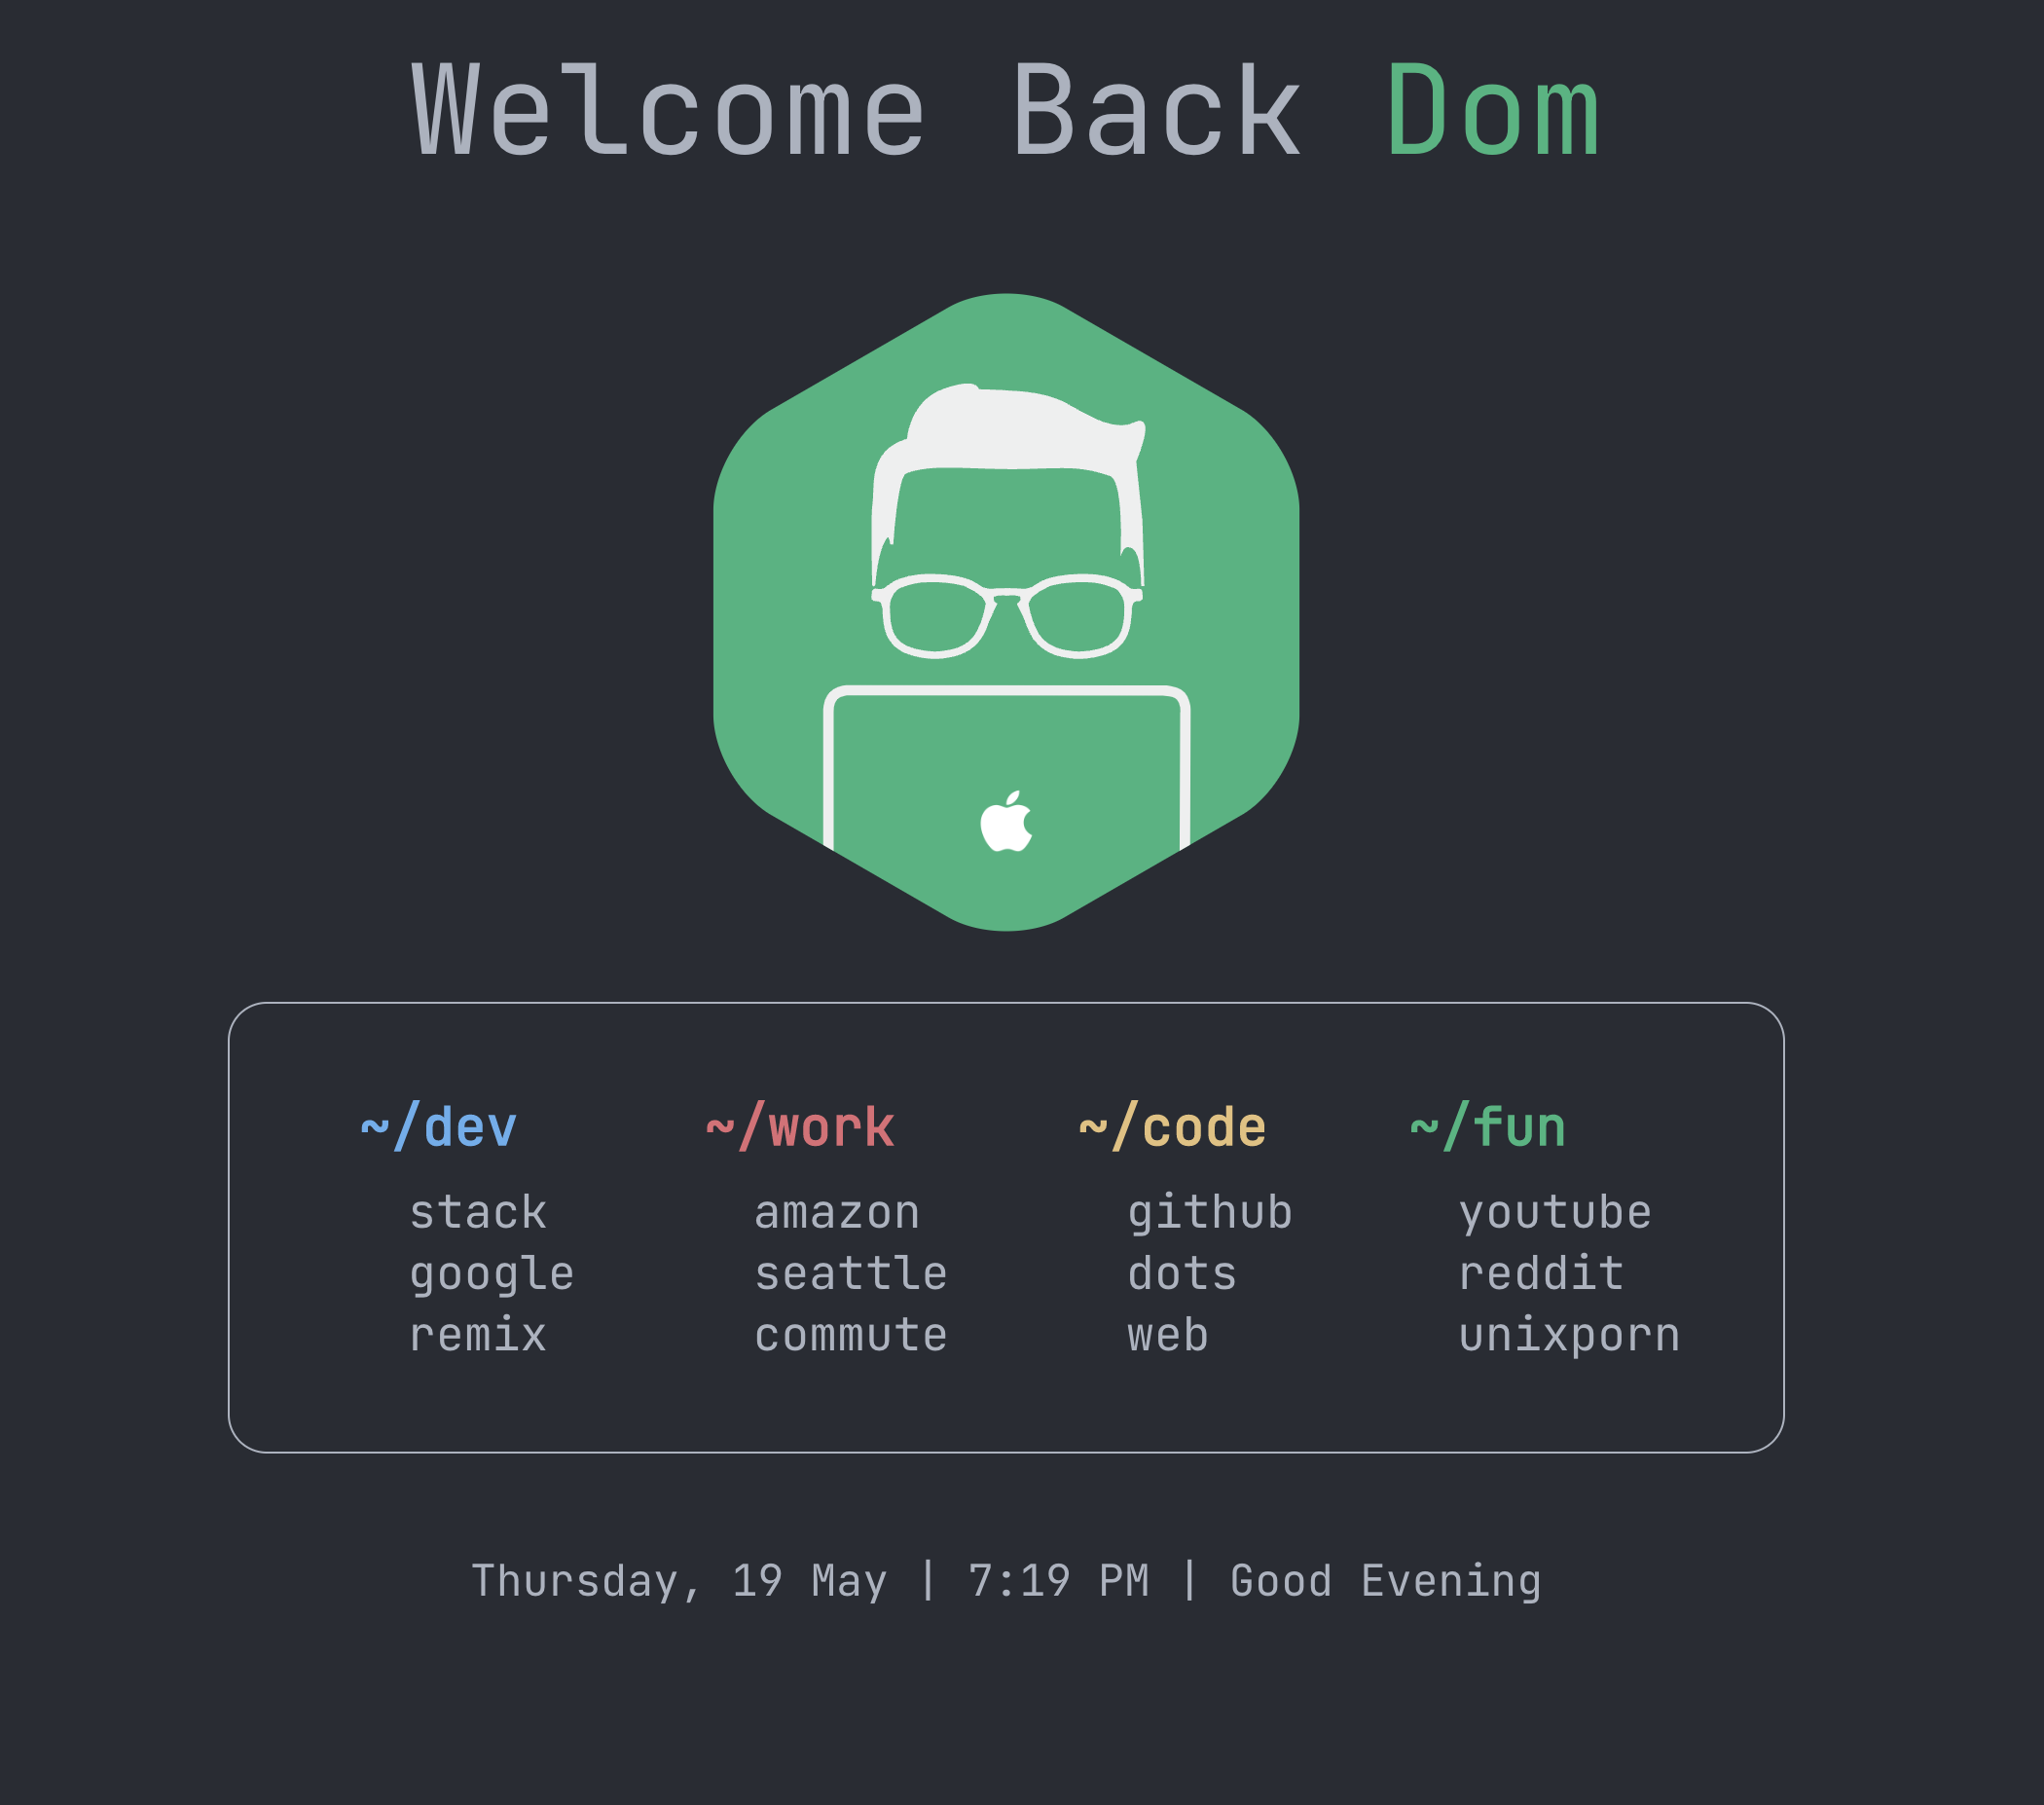 Welcome Back Dom
~/dev
stack
google
remix
~/work
amazon
seattle
commute
~/code
github
dots
web
~/fun
youtube
reddit
unixporn
Thursday, 19 May | 7:19 PM | Good Evening